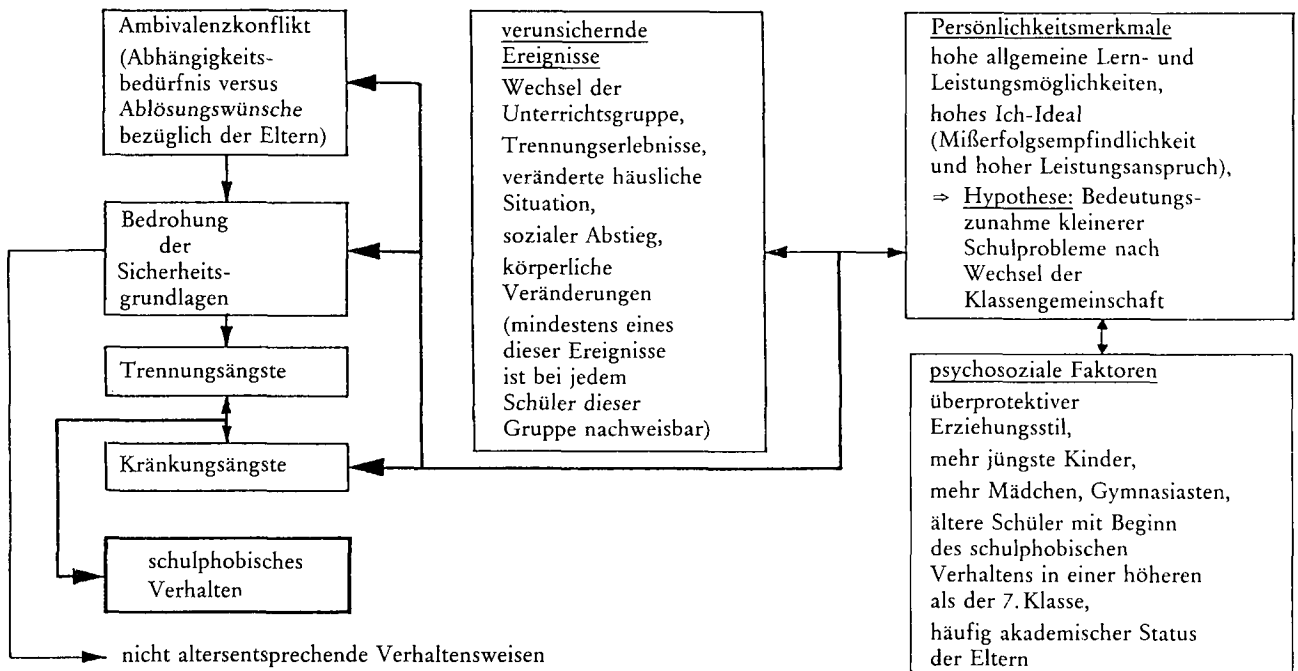 Ambivalenzkonflikt
(Abhängigkeits-
bedürfnis versus
Ablösungswünsche
bezüglich der Eltern)
Bedrohung
der
Sicherheits-
grundlagen
Trennungsängste
Kränkungsängste
schulphobisches
Verhalten
nicht altersentsprechende Verhaltensweisen
verunsichernde
Ereignisse
Wechsel der
Unterrichtsgruppe,
Trennungserlebnisse,
veränderte häusliche
Situation,
sozialer Abstieg,
körperliche
Veränderungen
(mindestens eines
dieser Ereignisse
ist bei jedem
Schüler dieser
Gruppe nachweisbar)
Persönlichkeitsmerkmale
hohe allgemeine Lern- und
Leistungsmöglichkeiten,
hohes Ich-Ideal
(Mißerfolgsempfindlichkeit
und hoher Leistungsanspruch),
⇒ Hypothese: Bedeutungs-
zunahme kleinerer
Schulprobleme nach
Wechsel der
Klassengemeinschaft
psychosoziale Faktoren
überprotektiver
Erziehungsstil,
mehr jüngste Kinder,
mehr Mädchen, Gymnasiasten,
ältere Schüler mit Beginn
des schulphobischen
Verhaltens in einer höheren
als der 7. Klasse,
häufig akademischer Status
der Eltern